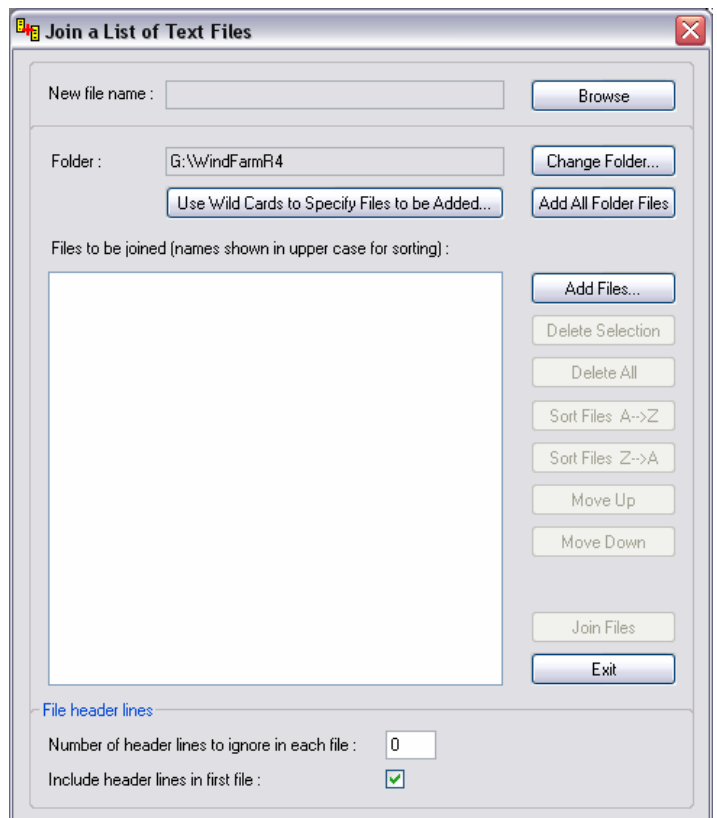 Join a List of Text Files
New file name :
Browse
Folder :
G:\WindFarmR4
Change Folder...
Use Wild Cards to Specify Files to be Added...
Add All Folder Files
Files to be joined (names shown in upper case for sorting) :
Add Files...
Delete Selection
Delete All
Sort Files A-->Z
Sort Files Z-->A
Move Up
Move Down
Join Files
Exit
File header lines
Number of header lines to ignore in each file :
0
Include header lines in first file :